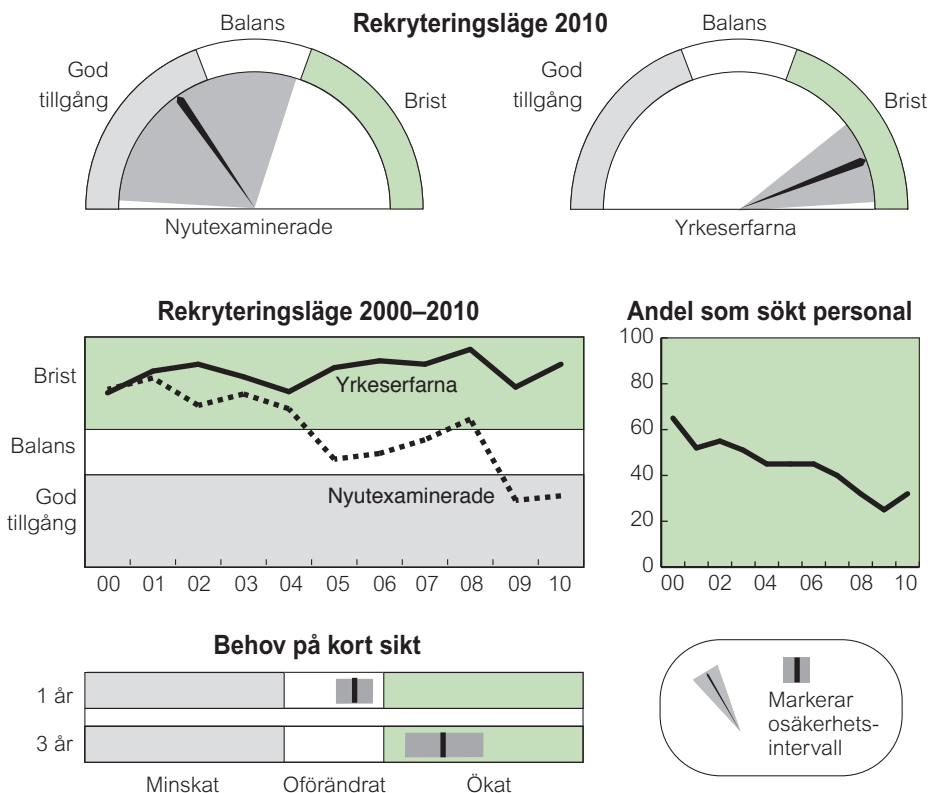 Rekryteringsläge 2010
Balans
God
tillgång
Brist
Nyutexaminerade
Balans
God
tillgång
Brist
Yrkeserfarna
Rekryteringsläge 2000–2010
Brist
Balans
God
tillgång
Yrkeserfarna
Nyutexaminerade
00 01 02 03 04 05 06 07 08 09 10
Andel som sökt personal
100
80
60
40
20
0
00 02 04 06 08 10
Behov på kort sikt
1 år
3 år
Minskat Oförändrat Ökat
Markerar
osäkerhets-
intervall